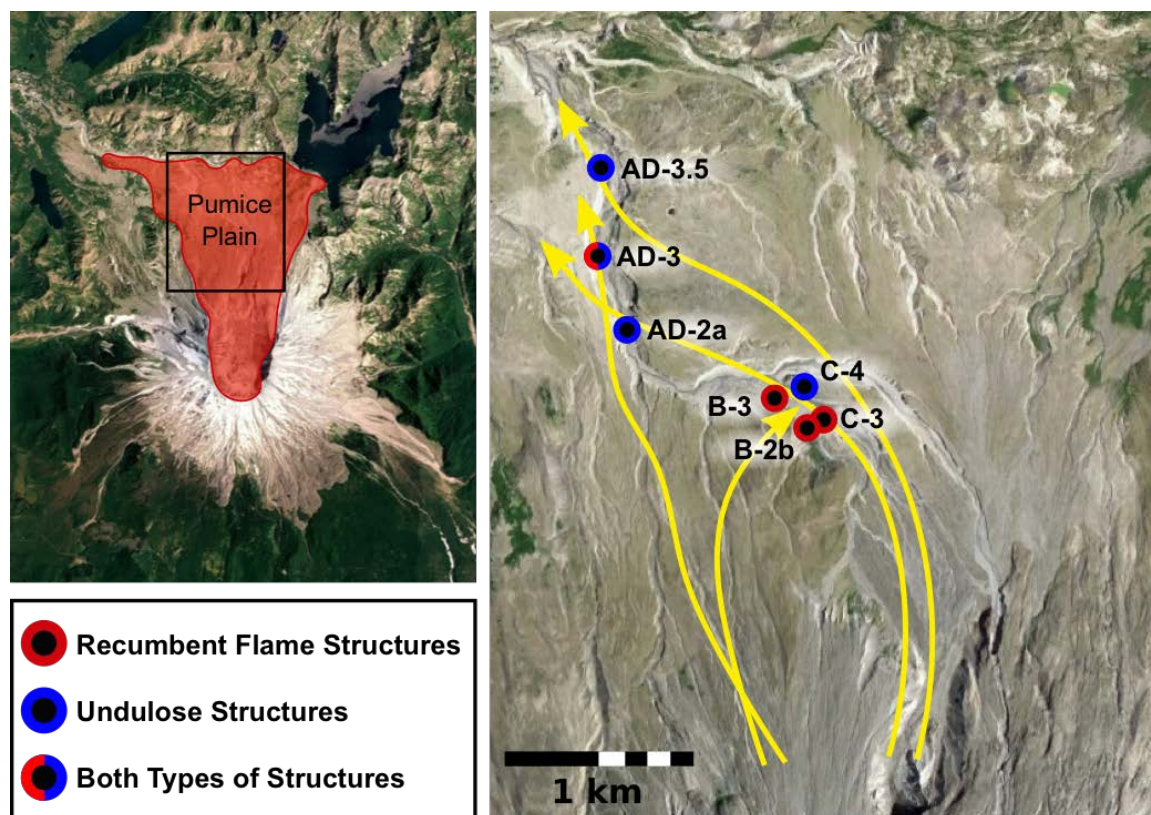 Pumice
Plain
Recumbent Flame Structures
Undulose Structures
Both Types of Structures
AD-3.5
AD-3
AD-2a
C-4
B-3
C-3
B-2b
1 km